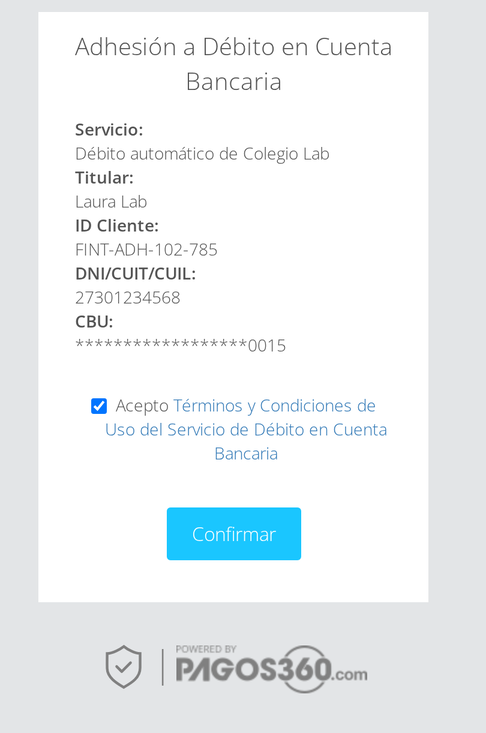 Adhesión a Débito en Cuenta
Bancaria
Servicio:
Débito automático de Colegio Lab
Titular:
Laura Lab
ID Cliente:
FINT-ADH-102-785
DNI/CUIT/CUIL:
27301234568
CBU:
******************0015
Acepto Términos y Condiciones de
Uso del Servicio de Débito en Cuenta
Bancaria
Confirmar
POWERED BY
PAGOS360.com